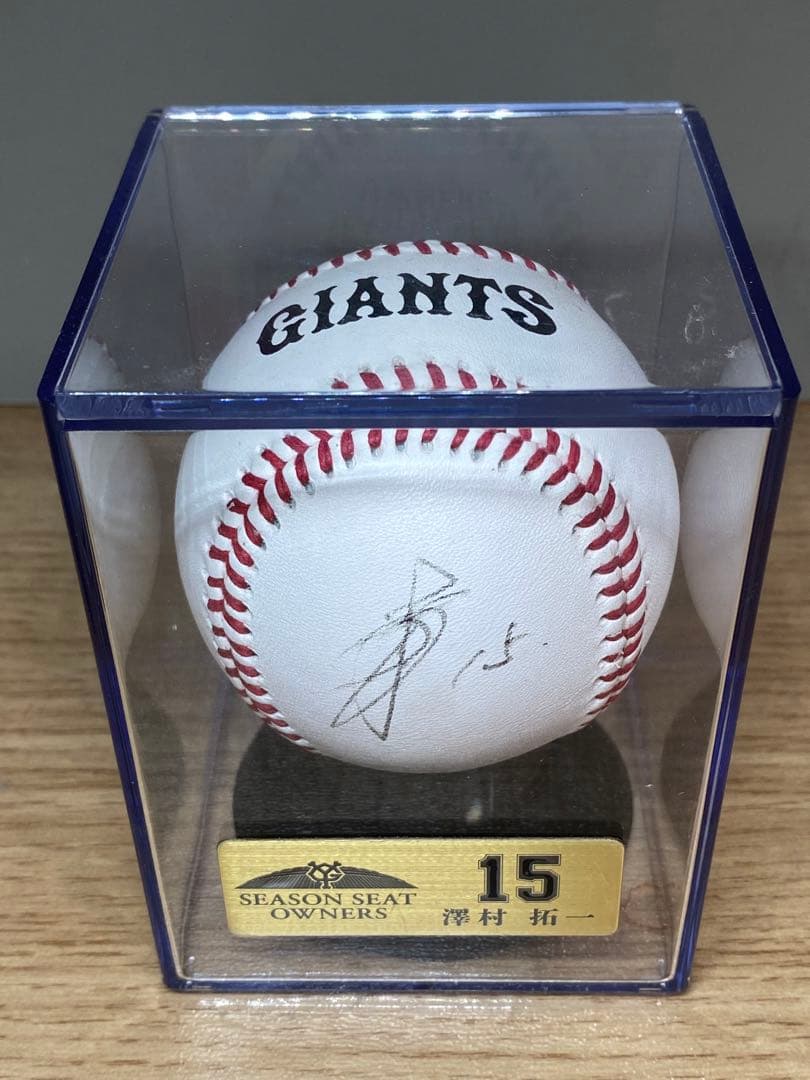 GIANTS
15.
SEASON SEAT
OWNERS
15
澤村 拓一